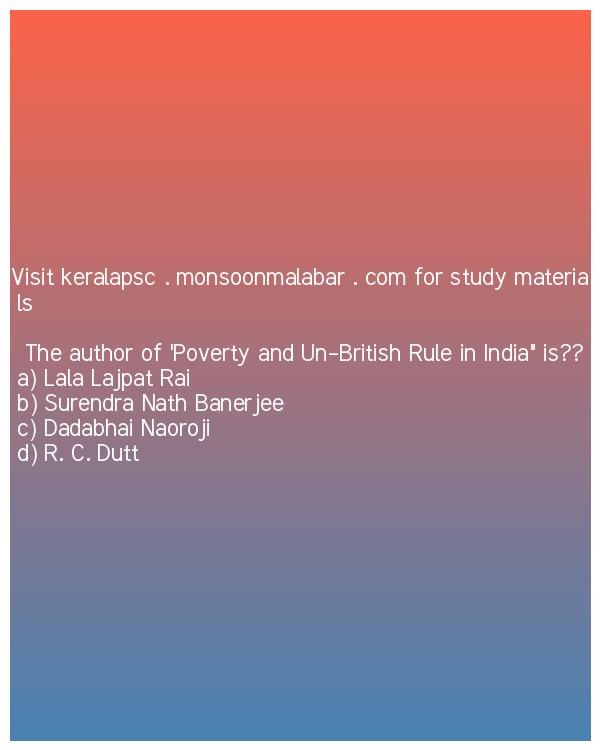 Visit keralapsc . monsoonmalabar . com for study materia
ls
The author of "Poverty and Un-British Rule in India" is??
a) Lala Lajpat Rai
b) Surendra Nath Banerjee
c) Dadabhai Naoroji
d) R. C. Dutt